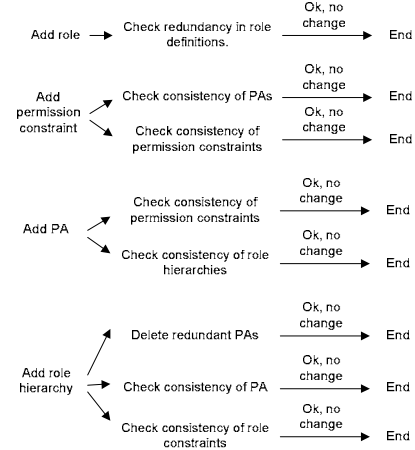 Add role
Check redundancy in role
definitions.
Ok, no
change
End
Add
permission
constraint
Check consistency of PAs
Ok, no
change
End
Check consistency of
permission constraints
Ok, no
change
End
Add PA
Check consistency of
permission constraints
Ok, no
change
End
Check consistency of role
hierarchies
Ok, no
change
End
Add role
hierarchy
Delete redundant PAs
Ok, no
change
End
Check consistency of PA
Ok, no
change
End
Check consistency of role
constraints
Ok, no
change
End